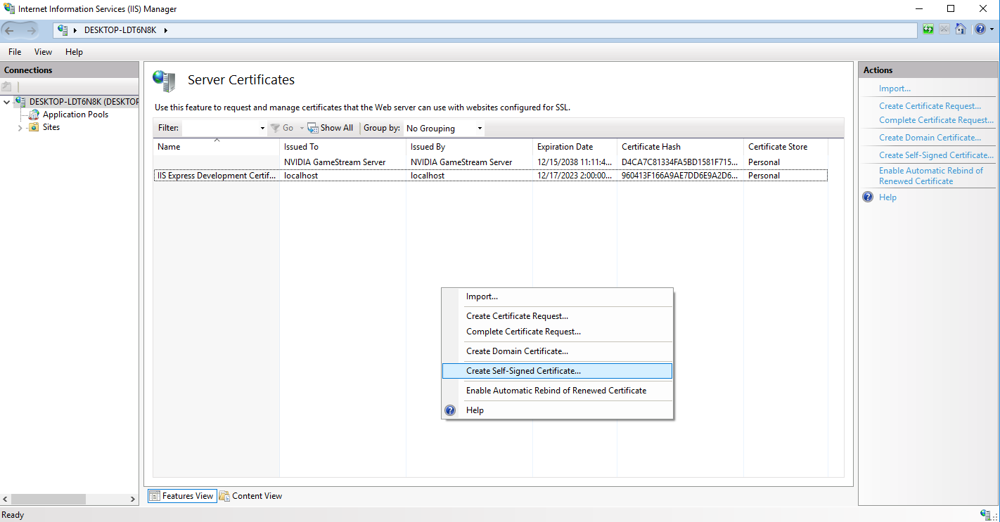 Internet Information Services (IIS) Manager
DESKTOP-LDT6N8K
File View Help
Connections
DESKTOP-LDT6N8K (DESKTOP
Application Pools
Sites
Server Certificates
Use this feature to request and manage certificates that the Web server can use with websites configured for SSL.
Filter: Go Show All Group by: No Grouping
Name Issued To Issued By Expiration Date Certificate Hash Certificate Store
NVIDIA GameStream Server NVIDIA GameStream Server 12/15/2038 11:11:4... D4CA7C81334FA5BD1581F715... Personal
IIS Express Development Certif... localhost localhost 12/17/2023 2:00:00... 960413F166A9AE7DD6E9A2D6... Personal
Import...
Create Certificate Request...
Complete Certificate Request...
Create Domain Certificate...
Create Self-Signed Certificate...
Enable Automatic Rebind of Renewed Certificate
Help
Features View Content View
Actions
Import...
Create Certificate Request...
Complete Certificate Request...
Create Domain Certificate...
Create Self-Signed Certificate...
Enable Automatic Rebind of
Renewed Certificate
Help
Ready